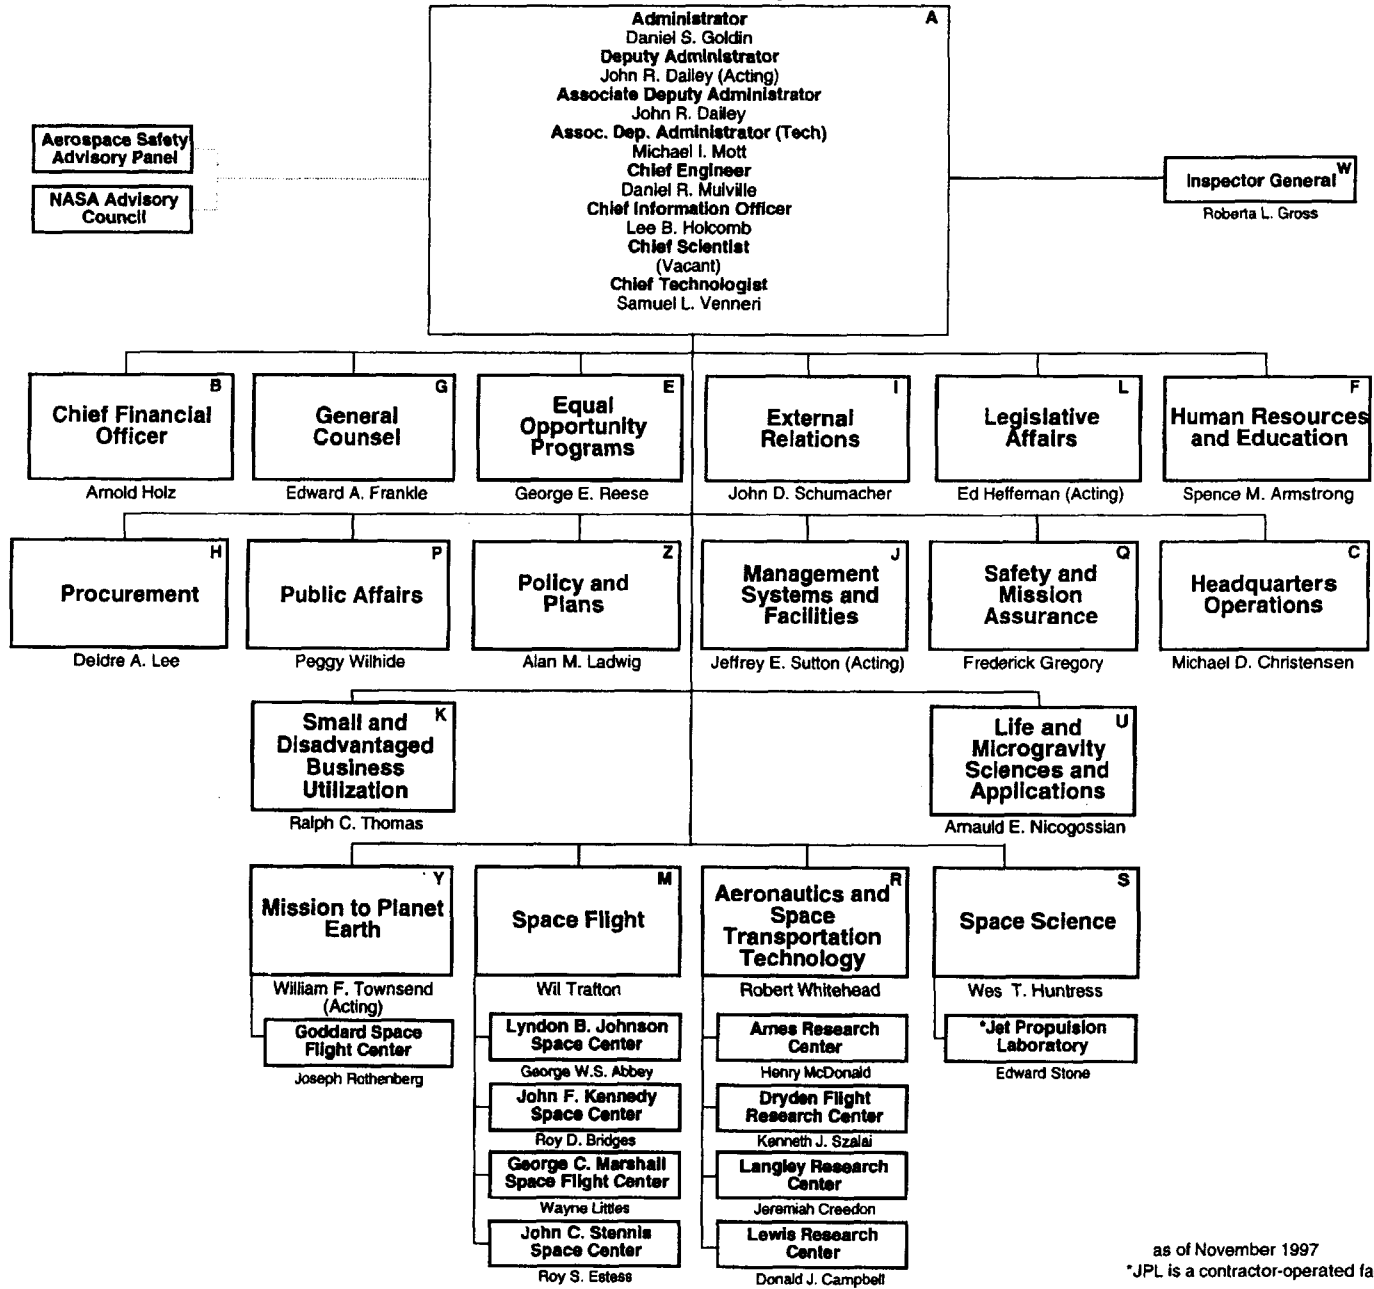 A
Administrator
Daniel S. Goldin
Deputy Administrator
John R. Dailey (Acting)
Associate Deputy Administrator
John R. Dailey
Assoc. Dep. Administrator (Tech)
Michael I. Mott
Chief Engineer
Daniel R. Mulville
Chief Information Officer
Lee B. Holcomb
Chief Scientist
(Vacant)
Chief Technologist
Samuel L. Venneri
Aerospace Safety
Advisory Panel
NASA Advisory
Council
W
Inspector General
Roberta L. Gross
B
Chief Financial
Officer
Arnold Holz
G
General
Counsel
Edward A. Frankle
E
Equal
Opportunity
Programs
George E. Reese
I
External
Relations
John D. Schumacher
L
Legislative
Affairs
Ed Heffernan (Acting)
F
Human Resources
and Education
Spence M. Armstrong
H
Procurement
Deidre A. Lee
P
Public Affairs
Peggy Wilhide
Z
Policy and
Plans
Alan M. Ladwig
J
Management
Systems and
Facilities
Jeffrey E. Sutton (Acting)
Q
Safety and
Mission
Assurance
Frederick Gregory
C
Headquarters
Operations
Michael D. Christensen
K
Small and
Disadvantaged
Business
Utilization
Ralph C. Thomas
U
Life and
Microgravity
Sciences and
Applications
Arnauld E. Nicogossian
Y
Mission to Planet
Earth
William F. Townsend
(Acting)
Goddard Space
Flight Center
Joseph Rothenberg
M
Space Flight
Wil Trafton
Lyndon B. Johnson
Space Center
George W.S. Abbey
John F. Kennedy
Space Center
Roy D. Bridges
George C. Marshall
Space Flight Center
Wayne Littles
John C. Stennis
Space Center
Roy S. Estess
R
Aeronautics and
Space
Transportation
Technology
Robert Whitehead
Ames Research
Center
Henry McDonald
Dryden Flight
Research Center
Kenneth J. Szalai
Langley Research
Center
Jeremiah Creedon
Lewis Research
Center
Donald J. Campbell
S
Space Science
Wes T. Huntress
*Jet Propulsion
Laboratory
Edward Stone
as of November 1997
*JPL is a contractor-operated fa